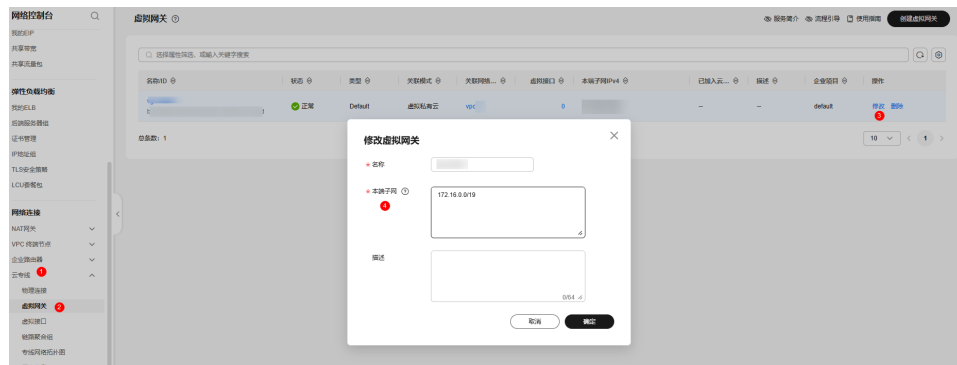 网络控制台
我的EIP
共享带宽
共享流量包
弹性负载均衡
我的ELB
后端服务器组
证书管理
IP地址组
TLS安全策略
LCU资源包
网络连接
NAT网关
VPC 终端节点
企业路由器
云专线 1
物理连接
虚拟网关 2
虚拟接口
链路聚合组
专线网络拓扑图
虚拟网关
服务简介 流程引导 使用指南 创建虚拟网关
选择属性筛选，或输入关键字搜索
名称/ID 状态 类型 关联模式 关联网络... 虚拟接口 本端子网IPv4 已加入云... 描述 企业项目 操作
正常 Default 虚拟私有云 vpc 0 -- -- default 修改 删除
3
总条数：1
10 < 1 >
修改虚拟网关
* 名称
* 本端子网 172.16.0.0/19
4
描述
0/64
取消 确定